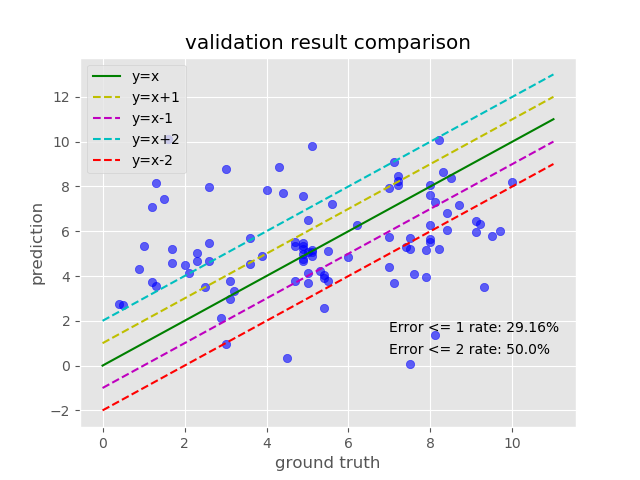 validation result comparison
y=x
y=x+1
y=x-1
y=x+2
y=x-2
12
10
8
6
4
2
0
−2
prediction
Error <= 1 rate: 29.16%
Error <= 2 rate: 50.0%
0 2 4 6 8 10
ground truth